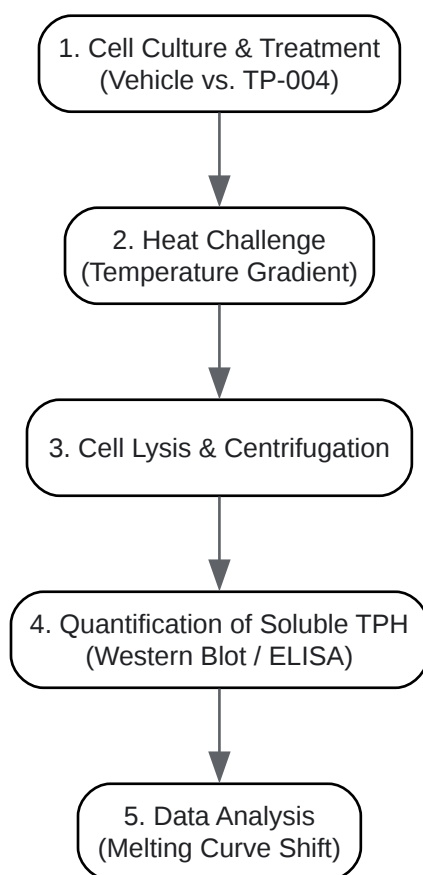 1. Cell Culture & Treatment
(Vehicle vs. TP-004)
2. Heat Challenge
(Temperature Gradient)
3. Cell Lysis & Centrifugation
4. Quantification of Soluble TPH
(Western Blot / ELISA)
5. Data Analysis
(Melting Curve Shift)